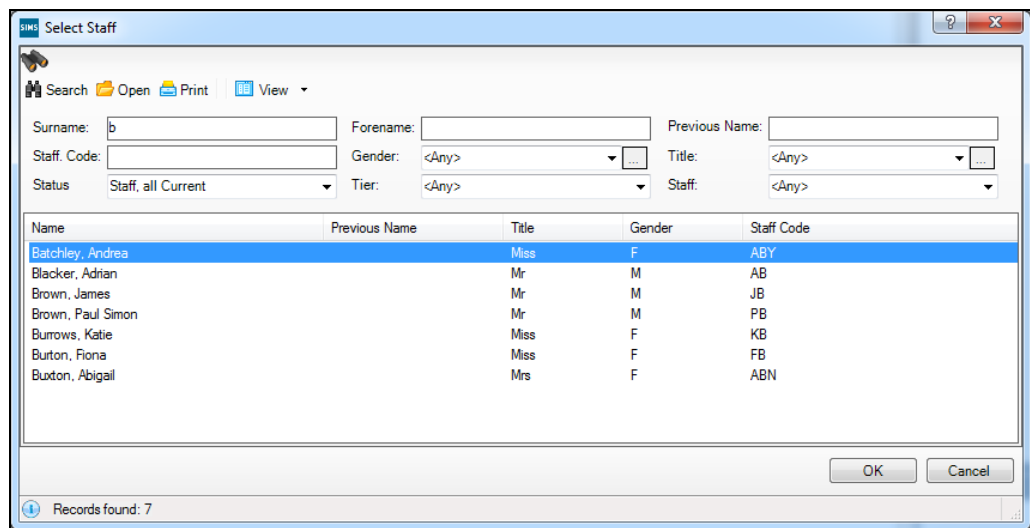 SIMS Select Staff
Search Open Print View
Surname: b Forename: Previous Name:
Staff. Code: Gender: <Any> ... Title: <Any> ...
Status Staff, all Current Tier: <Any> Staff: <Any>
Name Previous Name Title Gender Staff Code
Batchley, Andrea Miss F ABY
Blacker, Adrian Mr M AB
Brown, James Mr M JB
Brown, Paul Simon Mr M PB
Burrows, Katie Miss F KB
Burton, Fiona Miss F FB
Buxton, Abigail Mrs F ABN
OK Cancel
Records found: 7